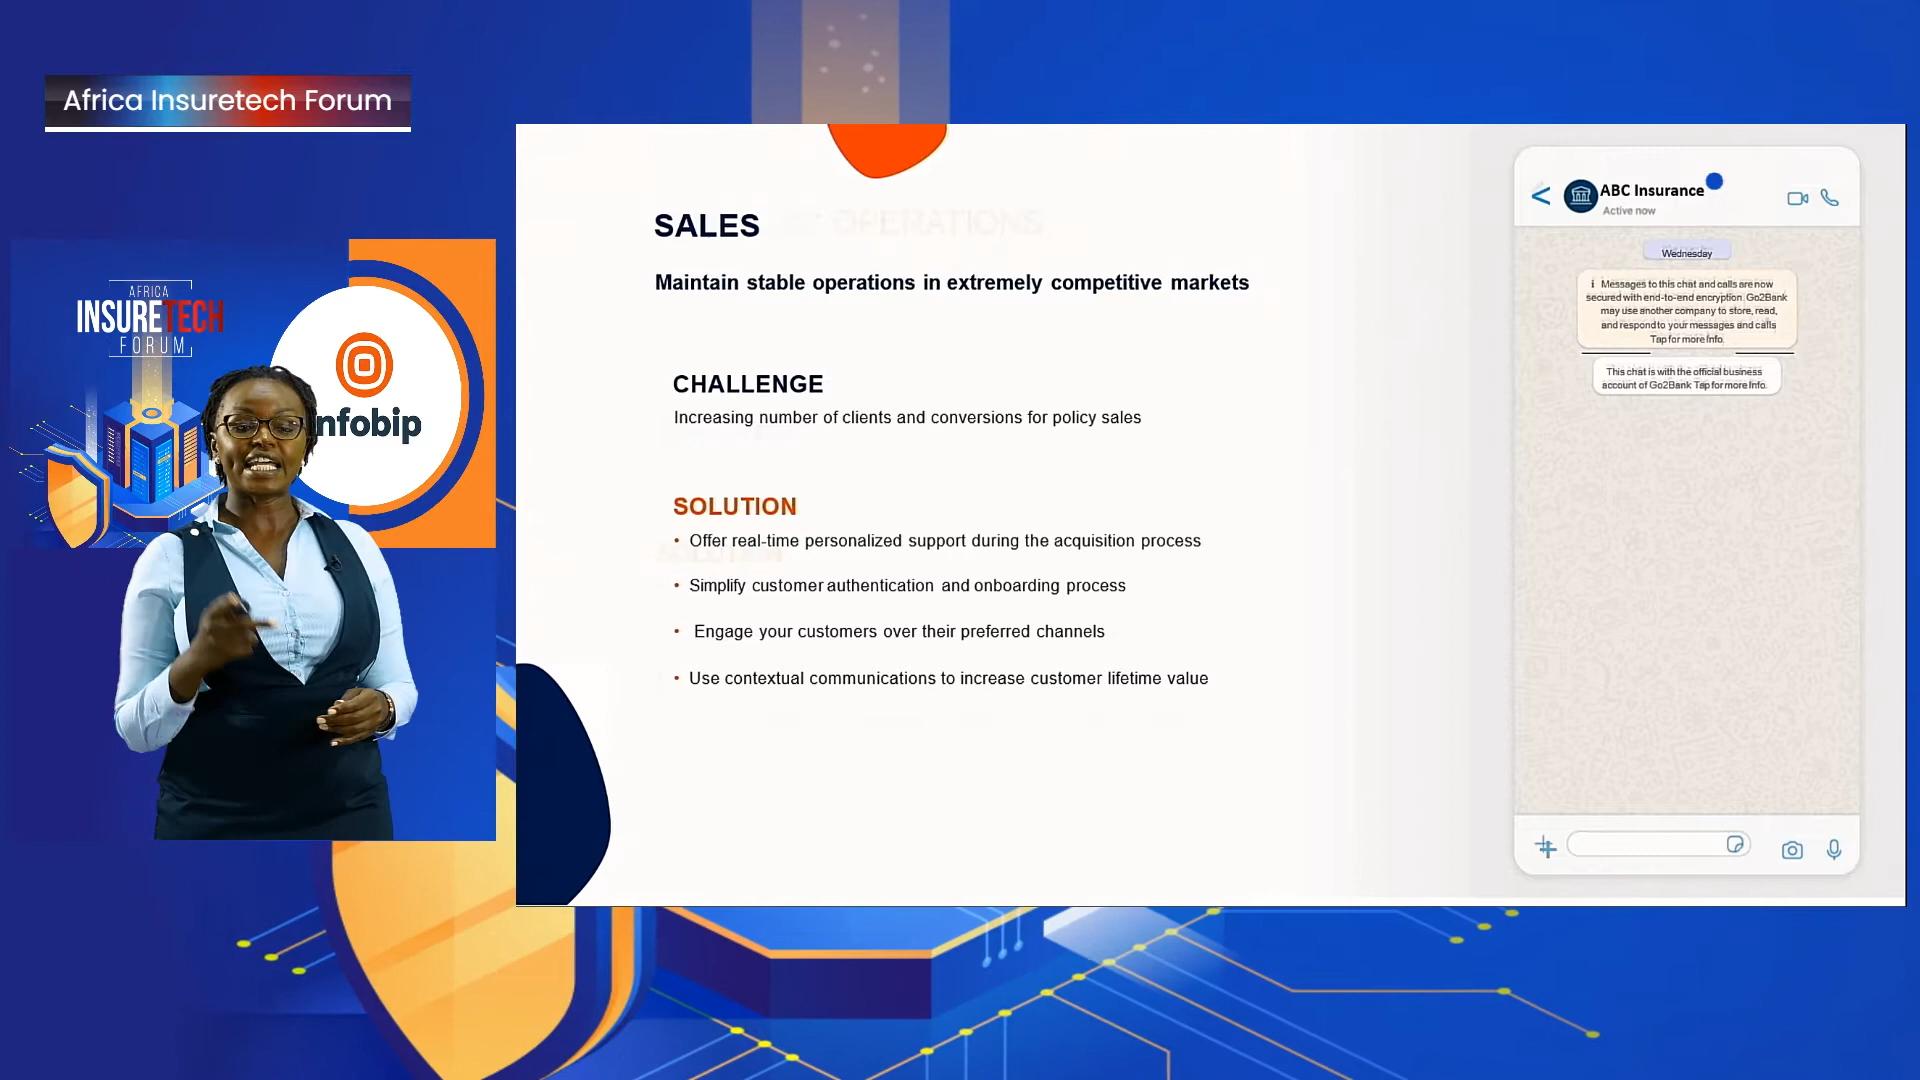 Africa Insuretech Forum
AFRICA
INSURETECH
FORUM
nfobip
SALES
OPERATIONS
Maintain stable operations in extremely competitive markets
CHALLENGE
Increasing number of clients and conversions for policy sales
SOLUTION
• Offer real-time personalized support during the acquisition process
• Simplify customer authentication and onboarding process
• Engage your customers over their preferred channels
• Use contextual communications to increase customer lifetime value
ABC Insurance
Active now
Wednesday
i Messages to this chat and calls are now
secured with end-to-end encryption. Go2Bank
may use another company to store, read,
and respond to your messages and calls
Tap for more Info.
This chat is with the official business
account of Go2Bank Tap for more Info.